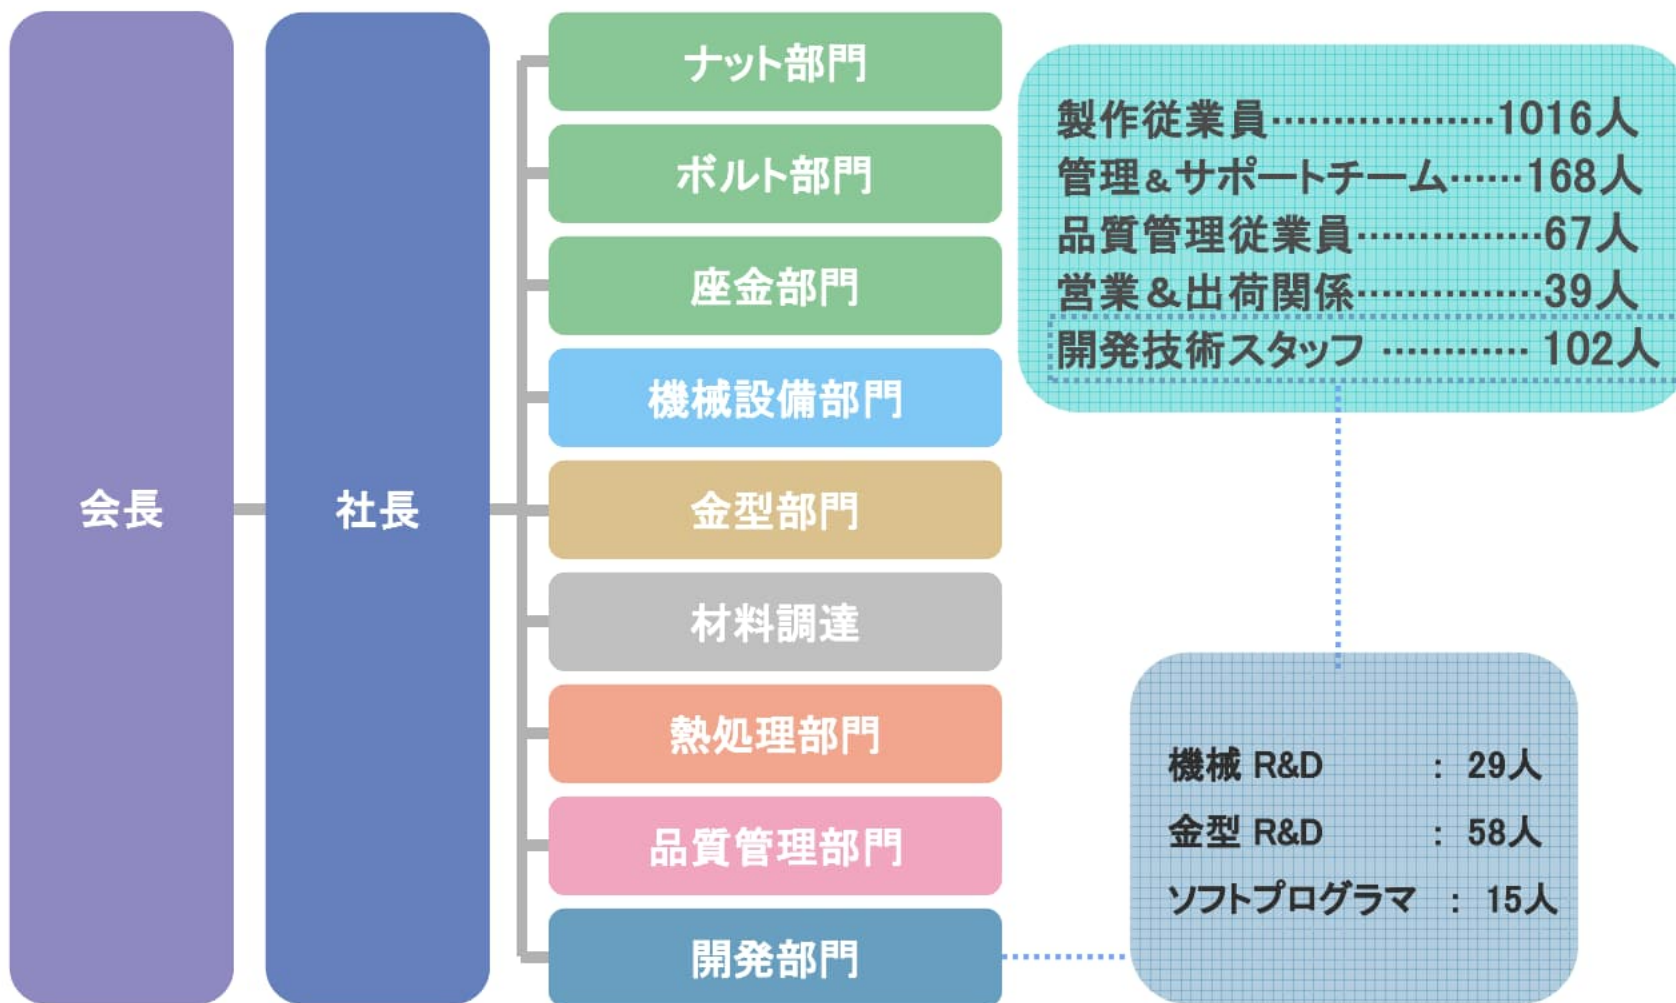 会長
社長
ナット部門
ボルト部門
座金部門
機械設備部門
金型部門
材料調達
熱処理部門
品質管理部門
開発部門
製作従業員··················1016人
管理&サポートチーム······168人
品質管理従業員···············67人
営業&出荷関係···············39人
開発技術スタッフ ············ 102人
機械 R&D : 29人
金型 R&D : 58人
ソフトプログラマ : 15人